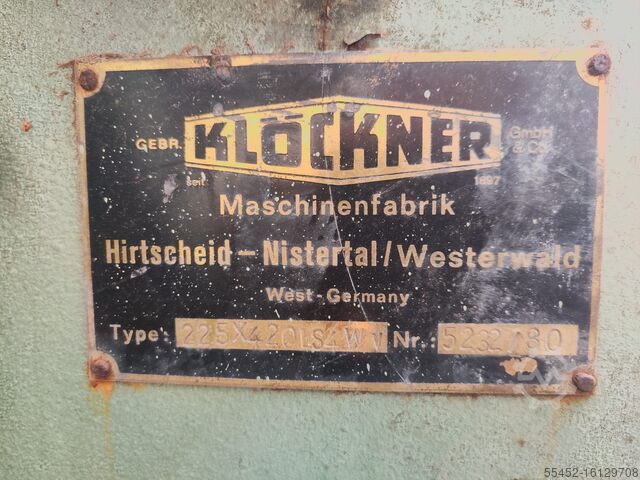 GEBR. KLÖCKNER GmbH & Co.
seit 1897
Maschinenfabrik
Hirtscheid - Nistertal/Westerwald
West-Germany
Type: Nr.:
55452-16129708